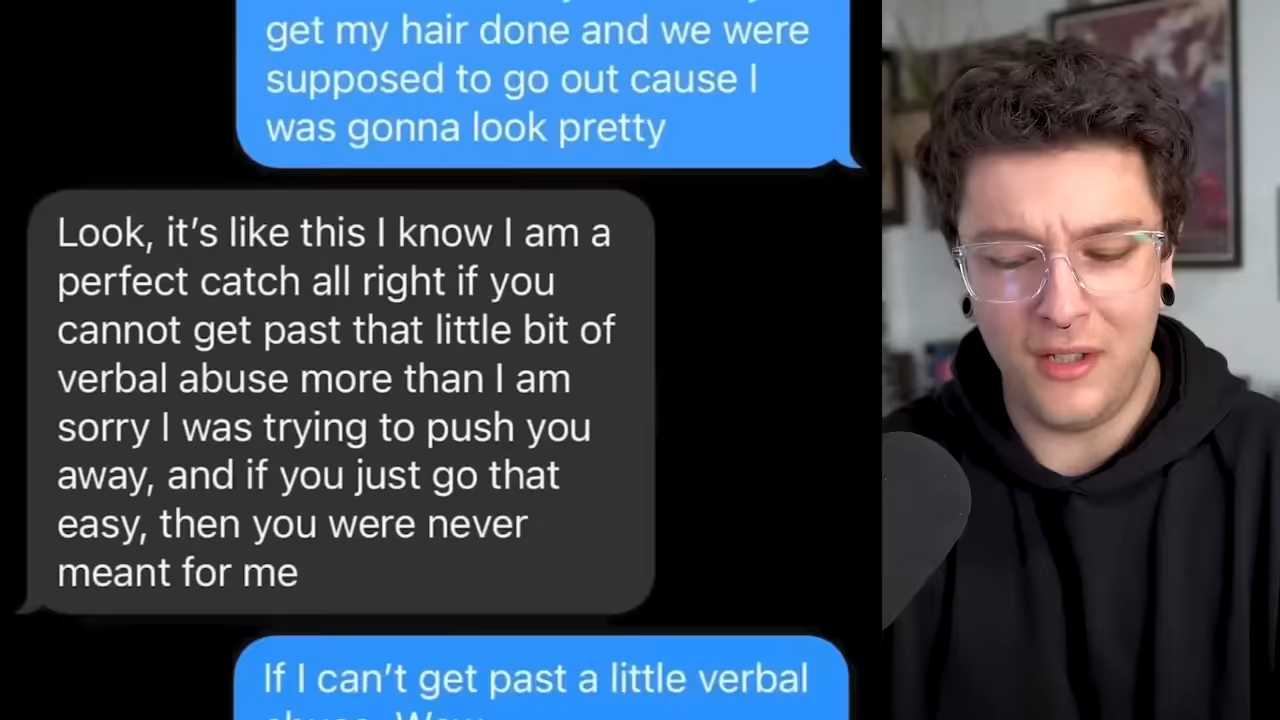 get my hair done and we were
supposed to go out cause I
was gonna look pretty
Look, it's like this I know I am a
perfect catch all right if you
cannot get past that little bit of
verbal abuse more than I am
sorry I was trying to push you
away, and if you just go that
easy, then you were never
meant for me
If I can't get past a little verbal